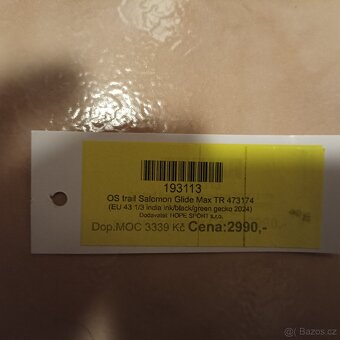 193113
OS trail Salomon Glide Max TR 473174
(EU 43 1/3 india ink/black/green gecko 2024)
Dodavatel: HOPE SPORT s.r.o.
Dop.MOC 3339 Kč Cena:2990,-
© Bazos.cz